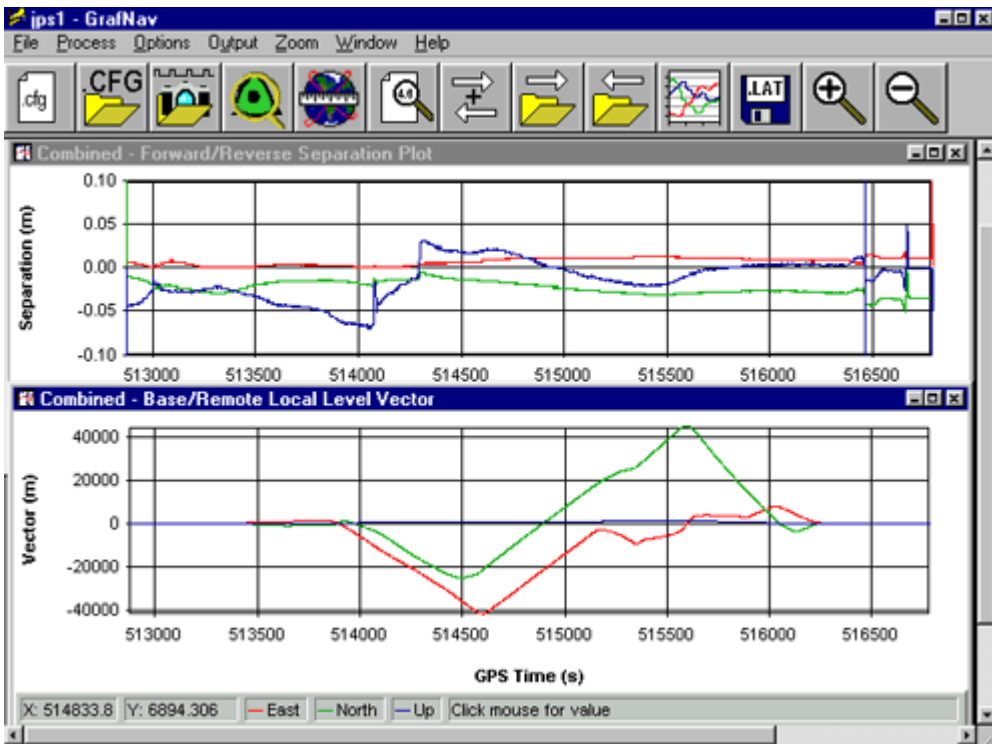 jps1 - GrafNav
File Process Options Output Zoom Window Help
.cfg .CFG 4.6 .LAT
Combined - Forward/Reverse Separation Plot
Separation (m)
0.10
0.05
0.00
-0.05
-0.10
513000 513500 514000 514500 515000 515500 516000 516500
Combined - Base/Remote Local Level Vector
Vector (m)
40000
20000
0
-20000
-40000
513000 513500 514000 514500 515000 515500 516000 516500
GPS Time (s)
X: 514833.8 Y: 6894.306 East North Up Click mouse for value